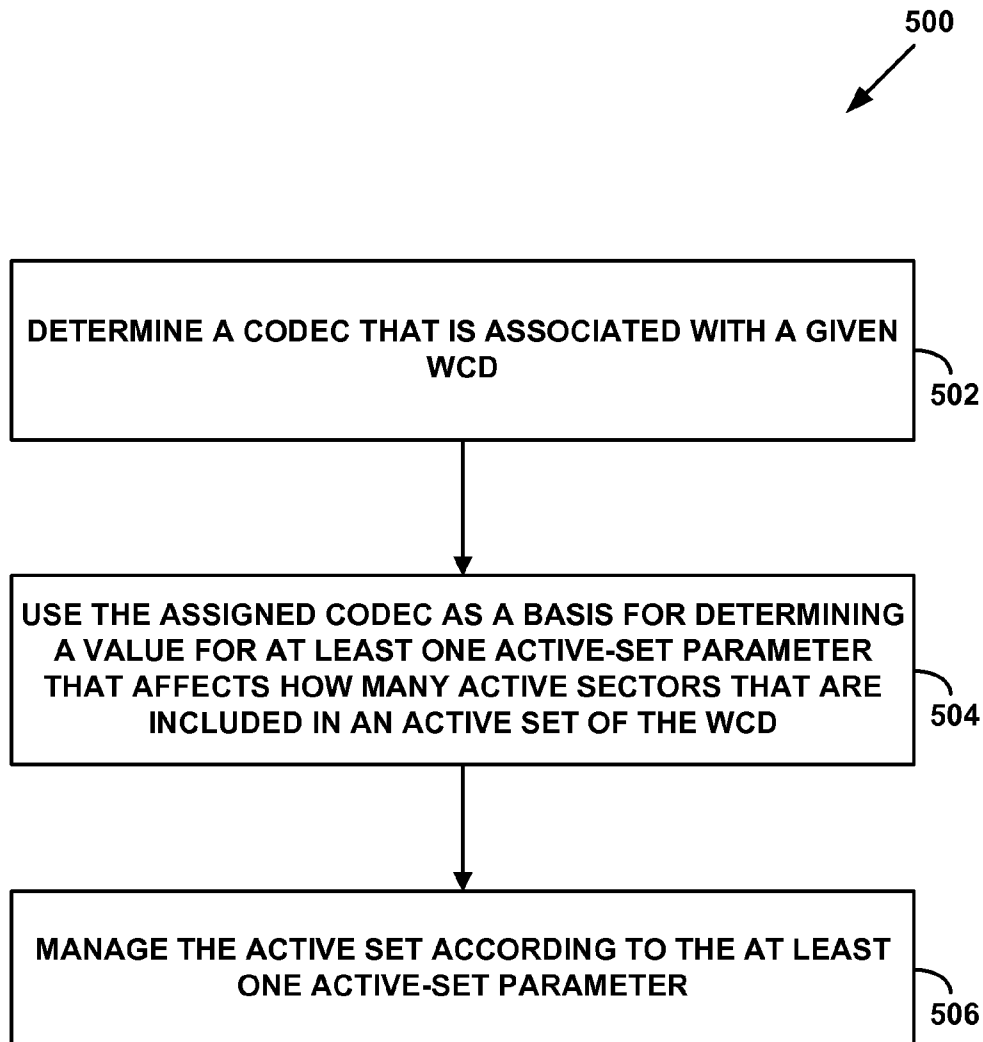 500
DETERMINE A CODEC THAT IS ASSOCIATED WITH A GIVEN
WCD
502
USE THE ASSIGNED CODEC AS A BASIS FOR DETERMINING
A VALUE FOR AT LEAST ONE ACTIVE-SET PARAMETER
THAT AFFECTS HOW MANY ACTIVE SECTORS THAT ARE
INCLUDED IN AN ACTIVE SET OF THE WCD
504
MANAGE THE ACTIVE SET ACCORDING TO THE AT LEAST
ONE ACTIVE-SET PARAMETER
506